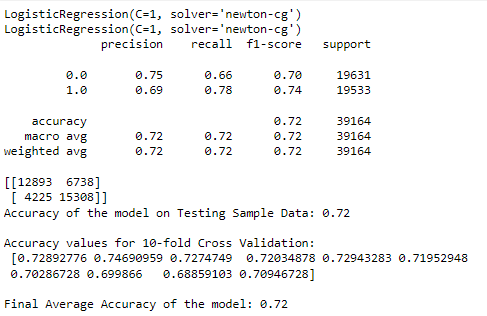 LogisticRegression(C=1, solver='newton-cg')
LogisticRegression(C=1, solver='newton-cg')
precision recall f1-score support
0.0 0.75 0.66 0.70 19631
1.0 0.69 0.78 0.74 19533
accuracy 0.72 39164
macro avg 0.72 0.72 0.72 39164
weighted avg 0.72 0.72 0.72 39164
[[12893 6738]
[ 4225 15308]]
Accuracy of the model on Testing Sample Data: 0.72
Accuracy values for 10-fold Cross Validation:
[0.72892776 0.74690959 0.7274749 0.72034878 0.72943283 0.71952948
0.70286728 0.699866 0.68859103 0.70946728]
Final Average Accuracy of the model: 0.72